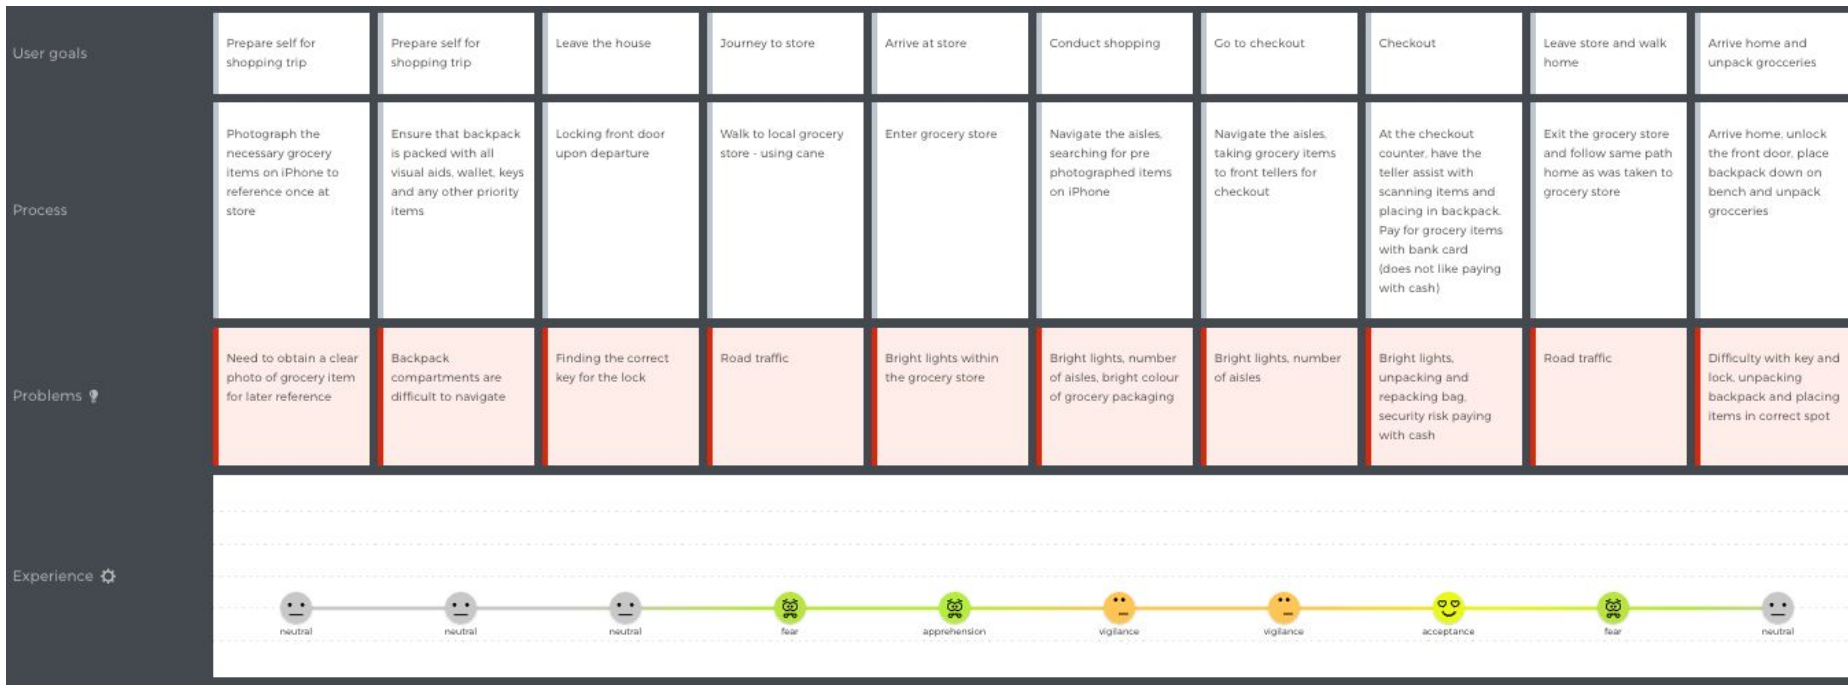 User goals
Prepare self for
shopping trip
Prepare self for
shopping trip
Leave the house
Journey to store
Arrive at store
Conduct shopping
Go to checkout
Checkout
Leave store and walk
home
Arrive home and
unpack grocceries
Process
Photograph the
necessary grocery
items on iPhone to
reference once at
store
Ensure that backpack
is packed with all
visual aids, wallet, keys
and any other priority
items
Locking front door
upon departure
Walk to local grocery
store - using cane
Enter grocery store
Navigate the aisles,
searching for pre
photographed items
on iPhone
Navigate the aisles,
taking grocery items
to front tellers for
checkout
At the checkout
counter, have the
teller assist with
scanning items and
placing in backpack.
Pay for grocery items
with bank card
(does not like paying
with cash)
Exit the grocery store
and follow same path
home as was taken to
grocery store
Arrive home, unlock
the front door, place
backpack down on
bench and unpack
grocceries
Problems
Need to obtain a clear
photo of grocery item
for later reference
Backpack
compartments are
difficult to navigate
Finding the correct
key for the lock
Road traffic
Bright lights within
the grocery store
Bright lights, number
of aisles, bright colour
of grocery packaging
Bright lights, number
of aisles
Bright lights,
unpacking and
repacking bag,
security risk paying
with cash
Road traffic
Difficulty with key and
lock, unpacking
backpack and placing
items in correct spot
Experience
neutral
neutral
neutral
fear
apprehension
vigilance
vigilance
acceptance
fear
neutral